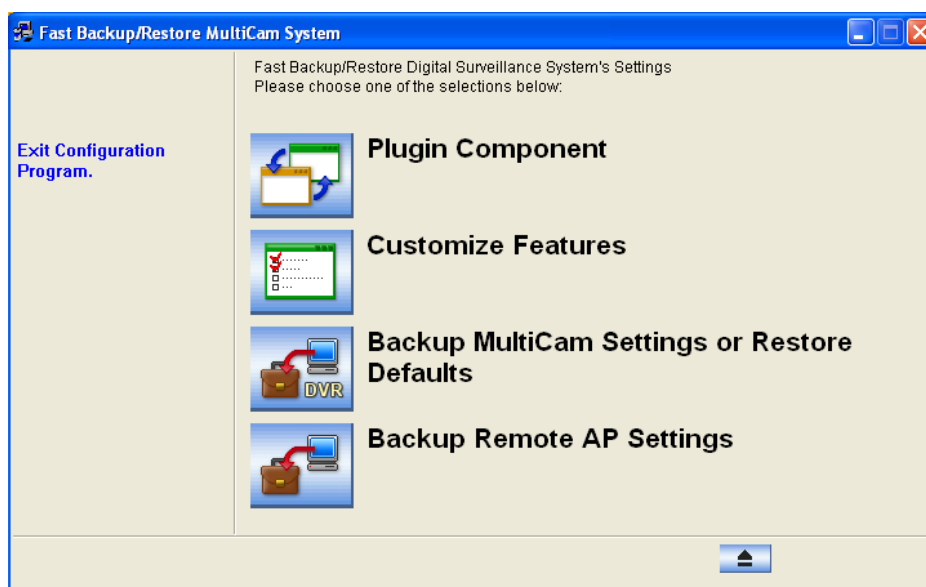 Fast Backup/Restore MultiCam System
Fast Backup/Restore Digital Surveillance System's Settings
Please choose one of the selections below:
Exit Configuration
Program.
Plugin Component
Customize Features
Backup MultiCam Settings or Restore
Defaults
DVR
Backup Remote AP Settings